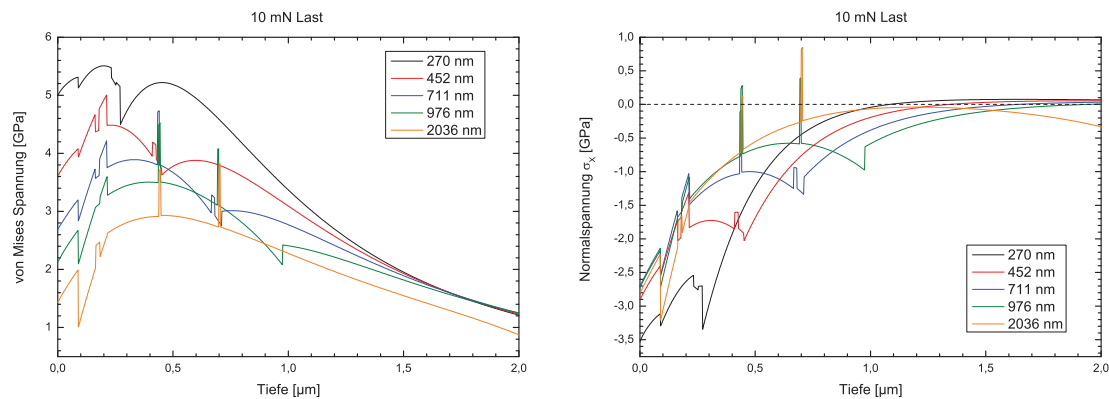 10 mN Last
6
5
4
3
2
1
0,0
0,5
1,0
1,5
2,0
von Mises Spannung [GPa]
Tiefe [µm]
270 nm
452 nm
711 nm
976 nm
2036 nm
10 mN Last
1,0
0,5
0,0
-0,5
-1,0
-1,5
-2,0
-2,5
-3,0
-3,5
0,0
0,5
1,0
1,5
2,0
Normalspannung σx [GPa]
Tiefe [µm]
270 nm
452 nm
711 nm
976 nm
2036 nm